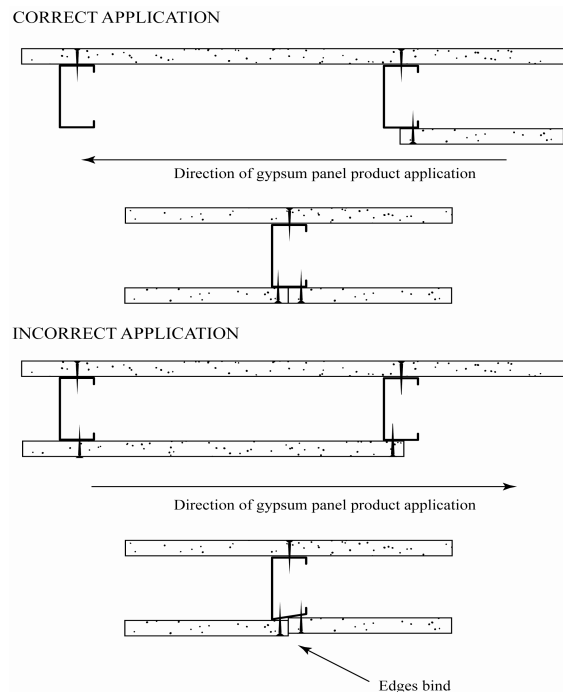 CORRECT APPLICATION
Direction of gypsum panel product application
INCORRECT APPLICATION
Direction of gypsum panel product application
Edges bind